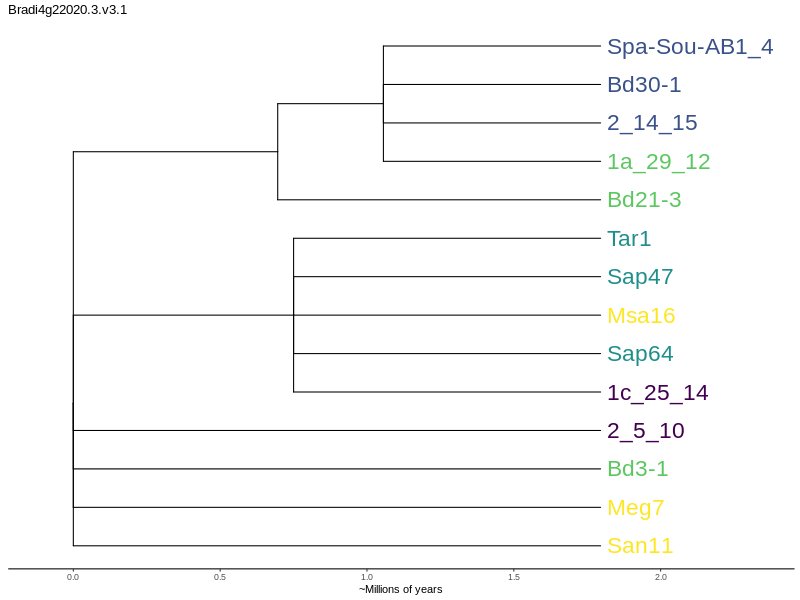 Bradi4g22020.3.v3.1
Spa-Sou-AB1_4
Bd30-1
2_14_15
1a_29_12
Bd21-3
Tar1
Sap47
Msa16
Sap64
1c_25_14
2_5_10
Bd3-1
Meg7
San11
0.0 0.5 1.0 1.5 2.0
~Millions of years